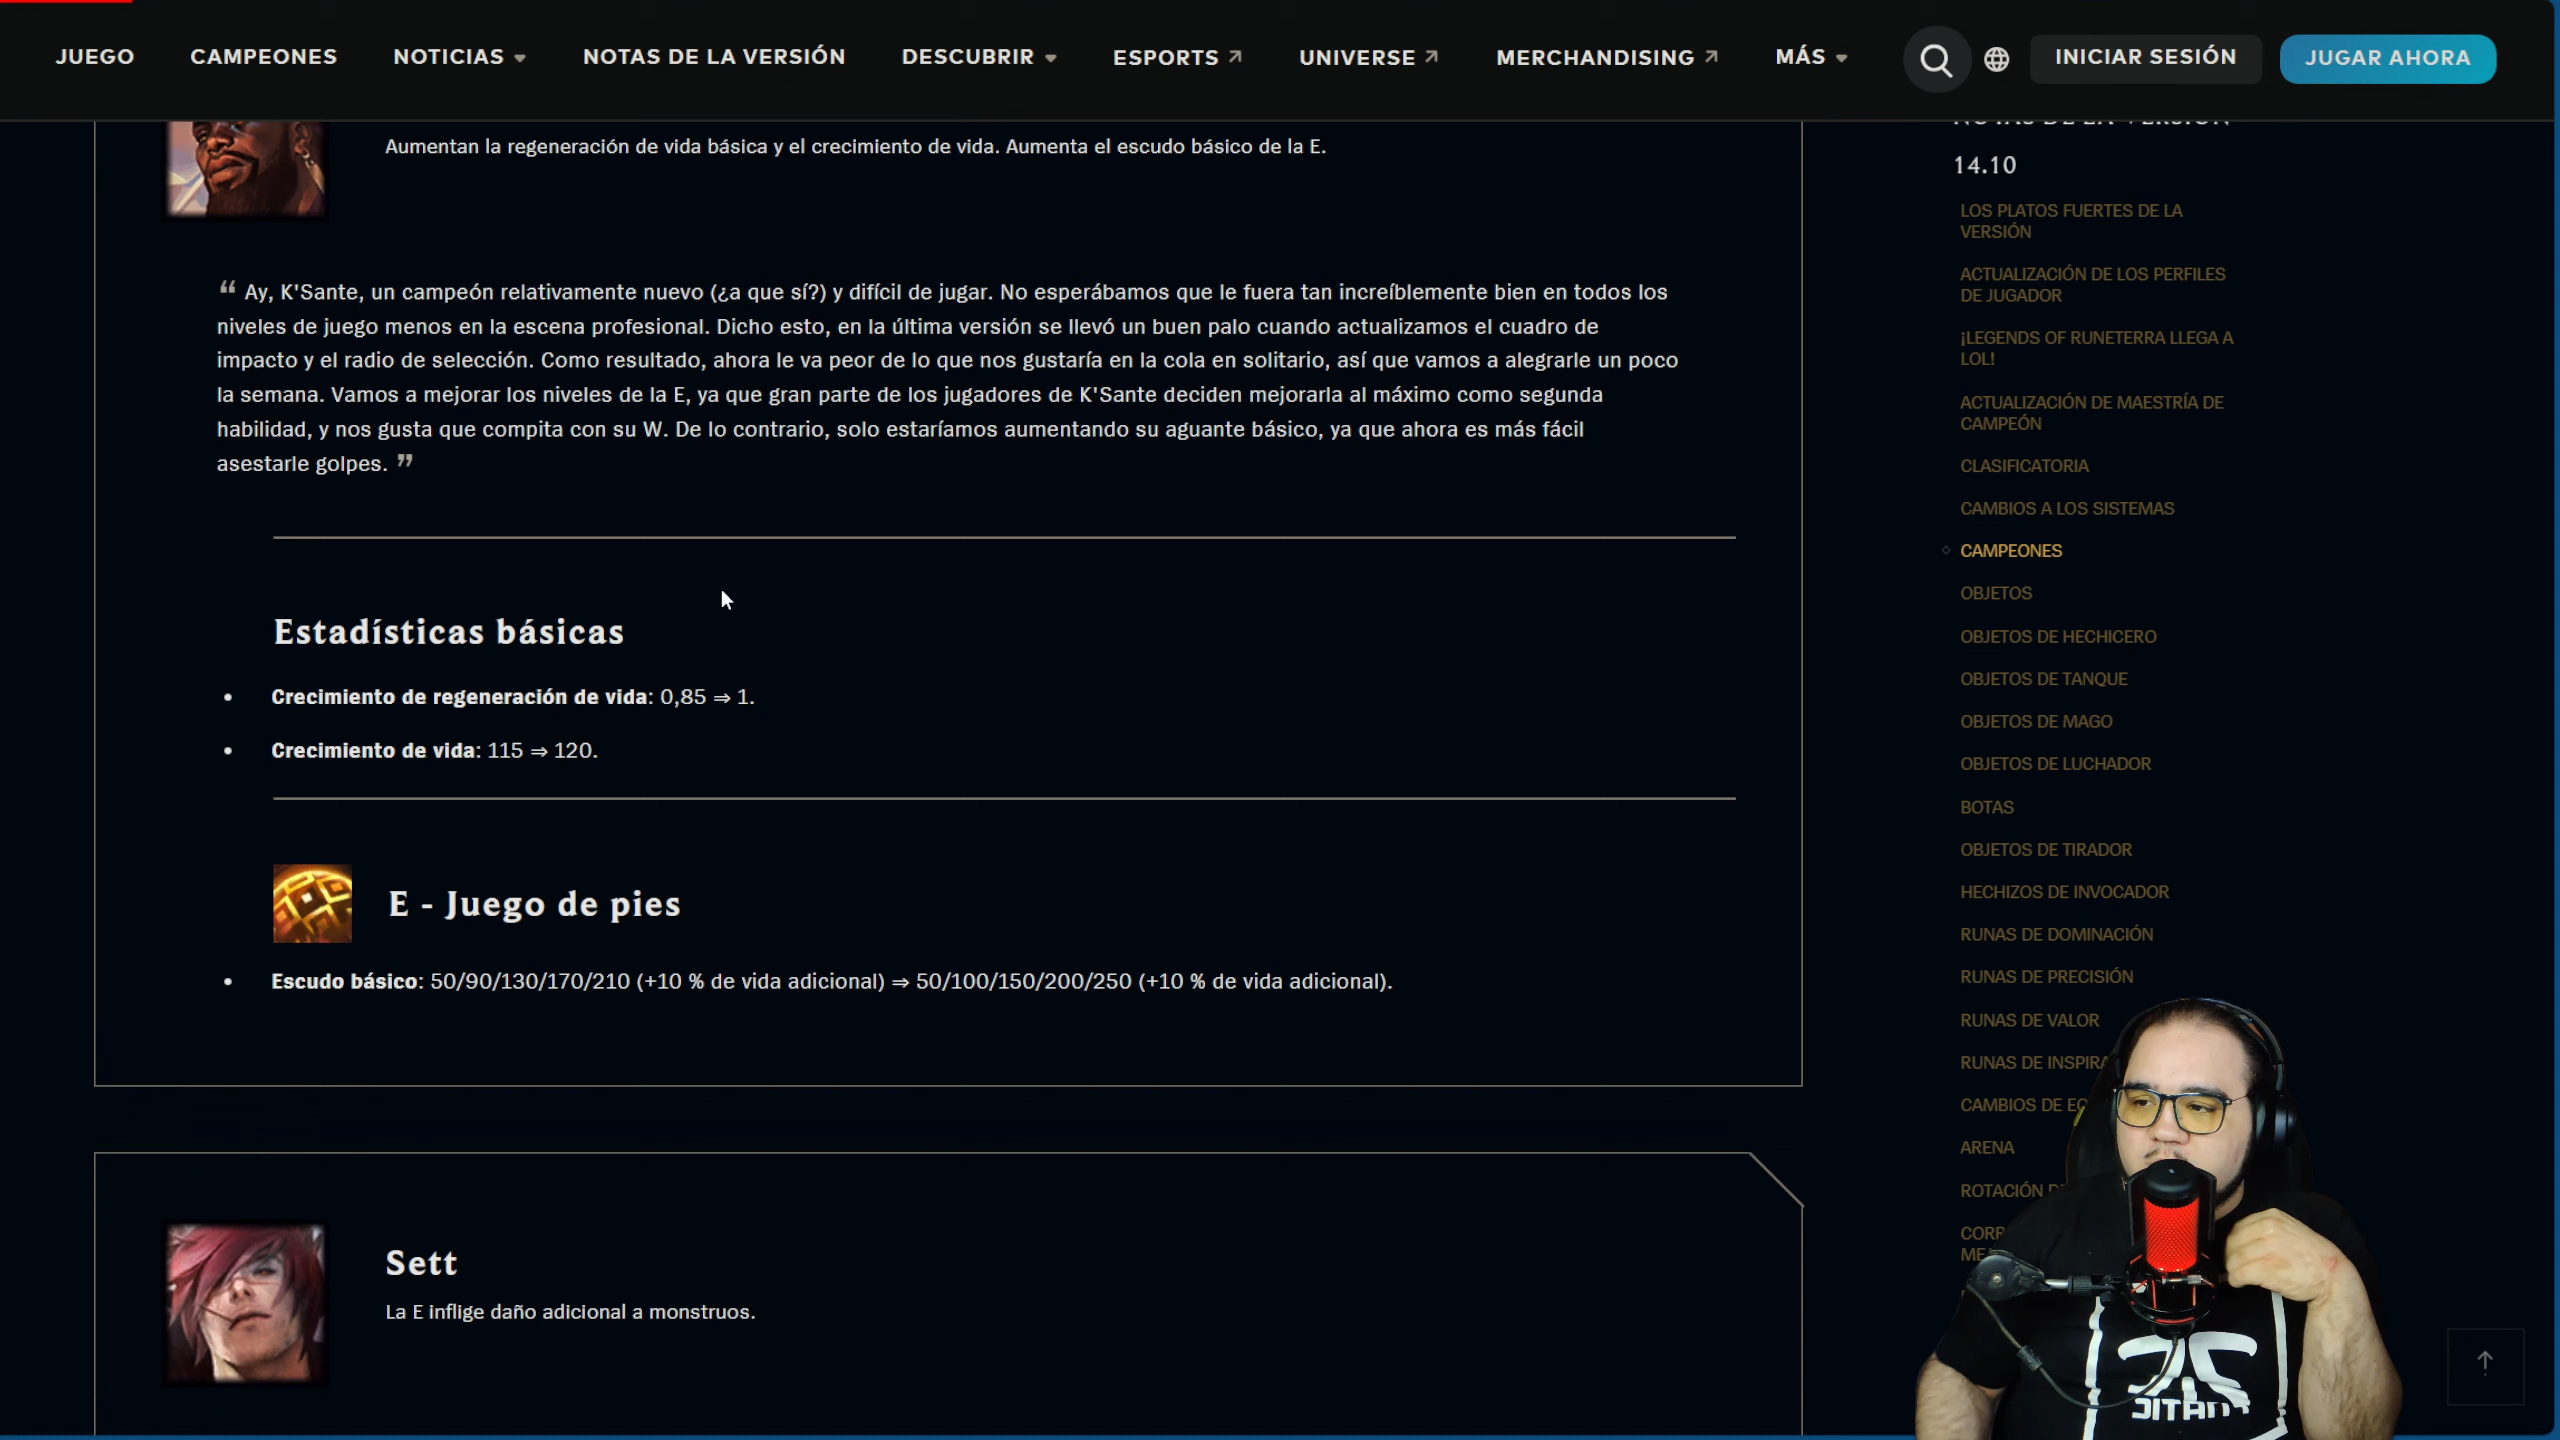 JUEGO CAMPEONES NOTICIAS NOTAS DE LA VERSIÓN DESCUBRIR ESPORTS UNIVERSE MERCHANDISING MÁS INICIAR SESIÓN JUGAR AHORA
Aumentan la regeneración de vida básica y el crecimiento de vida. Aumenta el escudo básico de la E.
“ Ay, K'Sante, un campeón relativamente nuevo (¿a que sí?) y difícil de jugar. No esperábamos que le fuera tan increíblemente bien en todos los
niveles de juego menos en la escena profesional. Dicho esto, en la última versión se llevó un buen palo cuando actualizamos el cuadro de
impacto y el radio de selección. Como resultado, ahora le va peor de lo que nos gustaría en la cola en solitario, así que vamos a alegrarle un poco
la semana. Vamos a mejorar los niveles de la E, ya que gran parte de los jugadores de K'Sante deciden mejorarla al máximo como segunda
habilidad, y nos gusta que compita con su W. De lo contrario, solo estaríamos aumentando su aguante básico, ya que ahora es más fácil
asestarle golpes. ”
Estadísticas básicas
• Crecimiento de regeneración de vida: 0,85 ⇒ 1.
• Crecimiento de vida: 115 ⇒ 120.
E - Juego de pies
• Escudo básico: 50/90/130/170/210 (+10 % de vida adicional) ⇒ 50/100/150/200/250 (+10 % de vida adicional).
Sett
La E inflige daño adicional a monstruos.
NOTAS DE LA VERSIÓN
14.10
LOS PLATOS FUERTES DE LA
VERSIÓN
ACTUALIZACIÓN DE LOS PERFILES
DE JUGADOR
¡LEGENDS OF RUNETERRA LLEGA A
LOL!
ACTUALIZACIÓN DE MAESTRÍA DE
CAMPEÓN
CLASIFICATORIA
CAMBIOS A LOS SISTEMAS
CAMPEONES
OBJETOS
OBJETOS DE HECHICERO
OBJETOS DE TANQUE
OBJETOS DE MAGO
OBJETOS DE LUCHADOR
BOTAS
OBJETOS DE TIRADOR
HECHIZOS DE INVOCADOR
RUNAS DE DOMINACIÓN
RUNAS DE PRECISIÓN
RUNAS DE VALOR
RUNAS DE
CAMBIOS DE
ARENA
ROTACIÓN